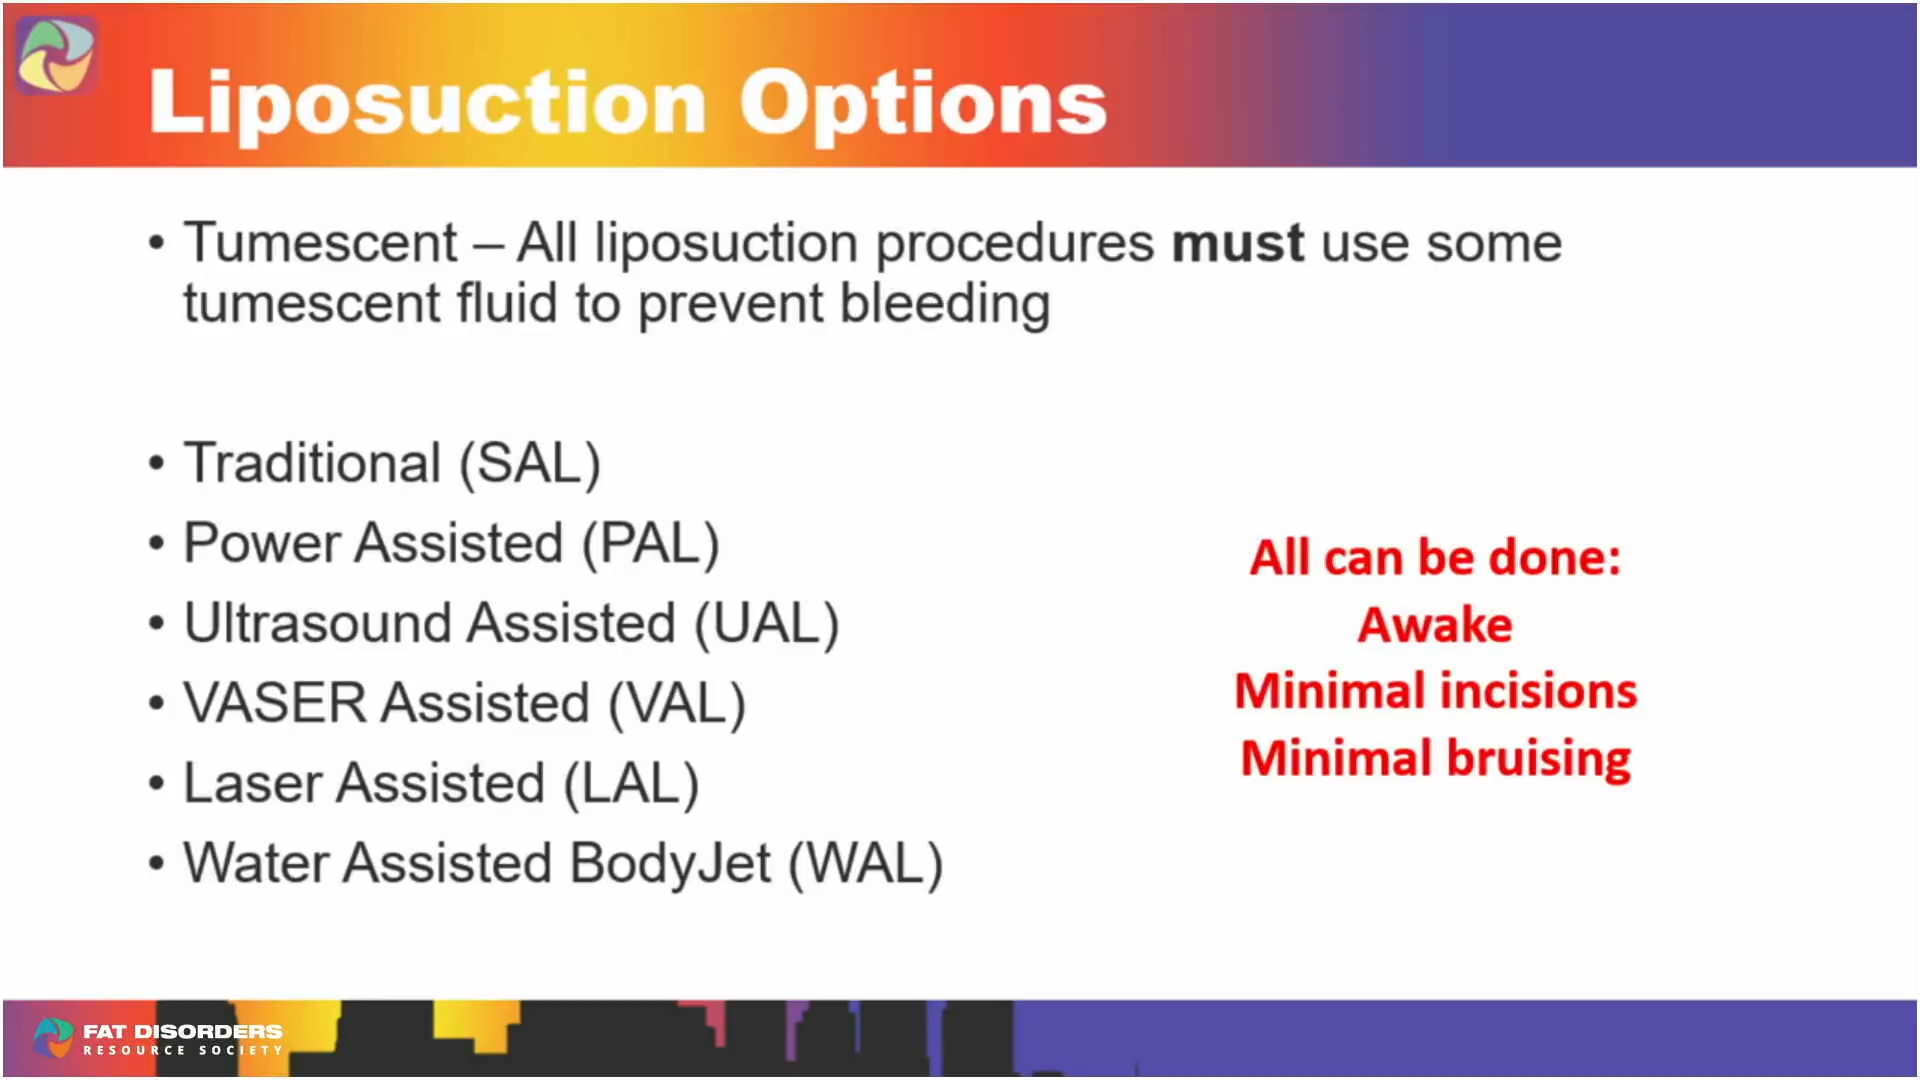 Liposuction Options
• Tumescent – All liposuction procedures must use some
tumescent fluid to prevent bleeding
• Traditional (SAL)
• Power Assisted (PAL)
• Ultrasound Assisted (UAL)
• VASER Assisted (VAL)
• Laser Assisted (LAL)
• Water Assisted BodyJet (WAL)
All can be done:
Awake
Minimal incisions
Minimal bruising
FAT DISORDERS
RESOURCE SOCIETY